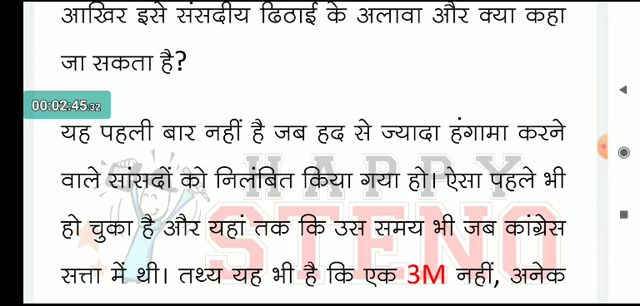 आखिर इसे संसदीय ढिठाई के अलावा और क्या कहा
जा सकता है?
00:02:45.32
यह पहली बार नहीं है जब हद से ज्यादा हंगामा करने
वाले सांसदों को निलंबित किया गया हो। ऐसा पहले भी
हो चुका है और यहां तक कि उस समय भी जब कांग्रेस
सत्ता में थी। तथ्य यह भी है कि एक 3M नहीं, अनेक
HAPPY
STENO